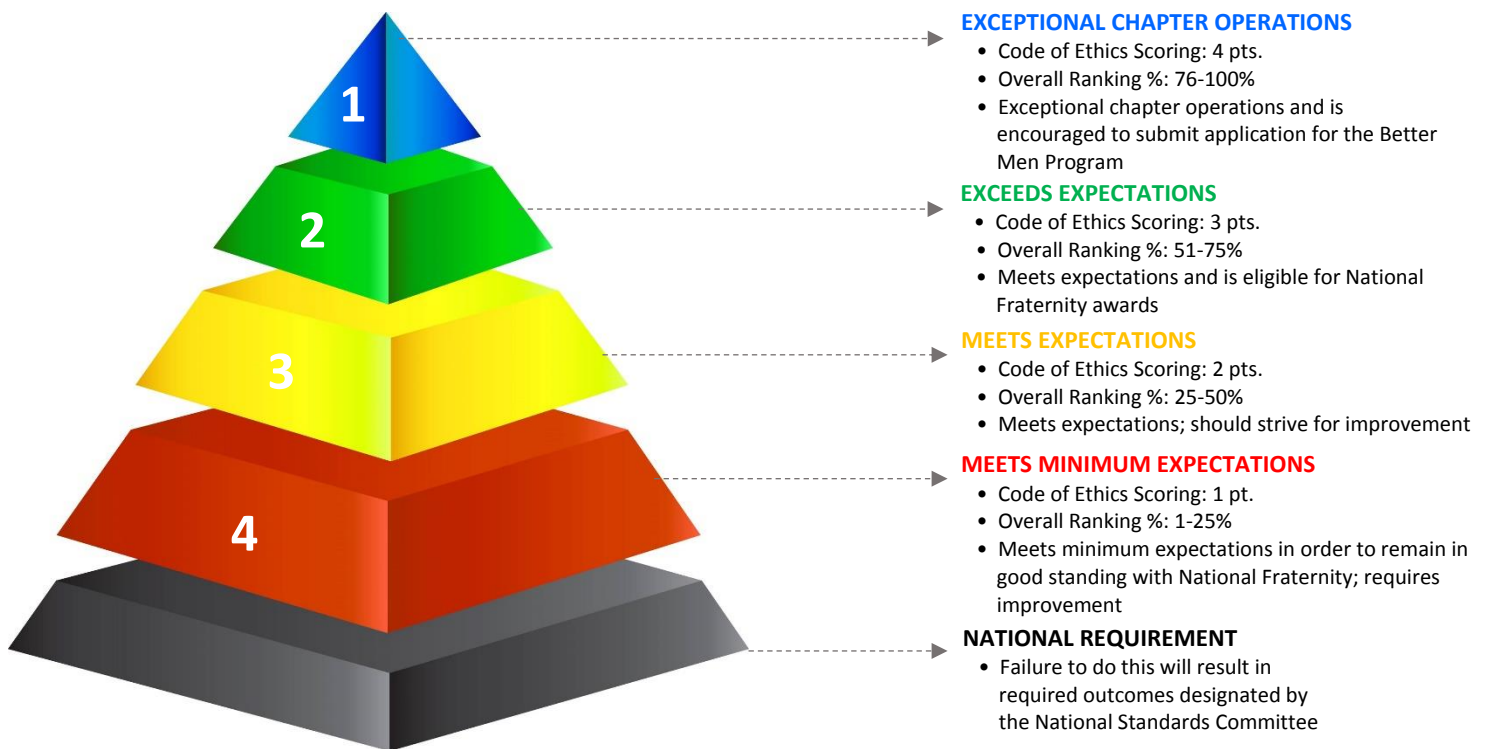 1
EXCEPTIONAL CHAPTER OPERATIONS
• Code of Ethics Scoring: 4 pts.
• Overall Ranking %: 76-100%
• Exceptional chapter operations and is
encouraged to submit application for the Better
Men Program
2
EXCEEDS EXPECTATIONS
• Code of Ethics Scoring: 3 pts.
• Overall Ranking %: 51-75%
• Meets expectations and is eligible for National
Fraternity awards
3
MEETS EXPECTATIONS
• Code of Ethics Scoring: 2 pts.
• Overall Ranking %: 25-50%
• Meets expectations; should strive for improvement
4
MEETS MINIMUM EXPECTATIONS
• Code of Ethics Scoring: 1 pt.
• Overall Ranking %: 1-25%
• Meets minimum expectations in order to remain in
good standing with National Fraternity; requires
improvement
NATIONAL REQUIREMENT
• Failure to do this will result in
required outcomes designated by
the National Standards Committee